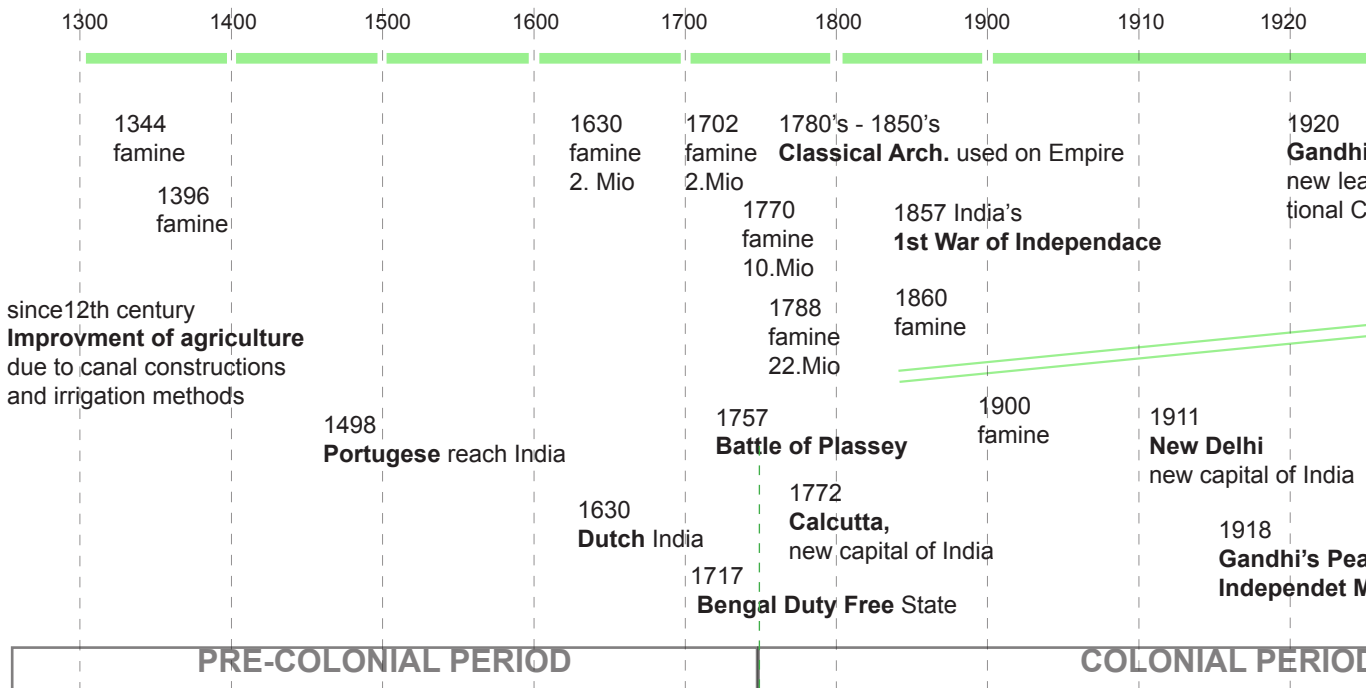 1300 1400 1500 1600 1700 1800 1900 1910 1920
1344
famine
1396
famine
since12th century
Improvment of agriculture
due to canal constructions
and irrigation methods
1498
Portugese reach India
1630
famine
2. Mio
1702
famine
2.Mio
1770
famine
10.Mio
1788
famine
22.Mio
1780’s - 1850’s
Classical Arch. used on Empire
1857 India’s
1st War of Independace
1860
famine
1757
Battle of Plassey
1630
Dutch India
1772
Calcutta,
new capital of India
1717
Bengal Duty Free State
1900
famine
1911
New Delhi
new capital of India
1920
Gandhi
new lea
tional C
1918
Gandhi’s Pea
Independet M
PRE-COLONIAL PERIOD
COLONIAL PERIOD